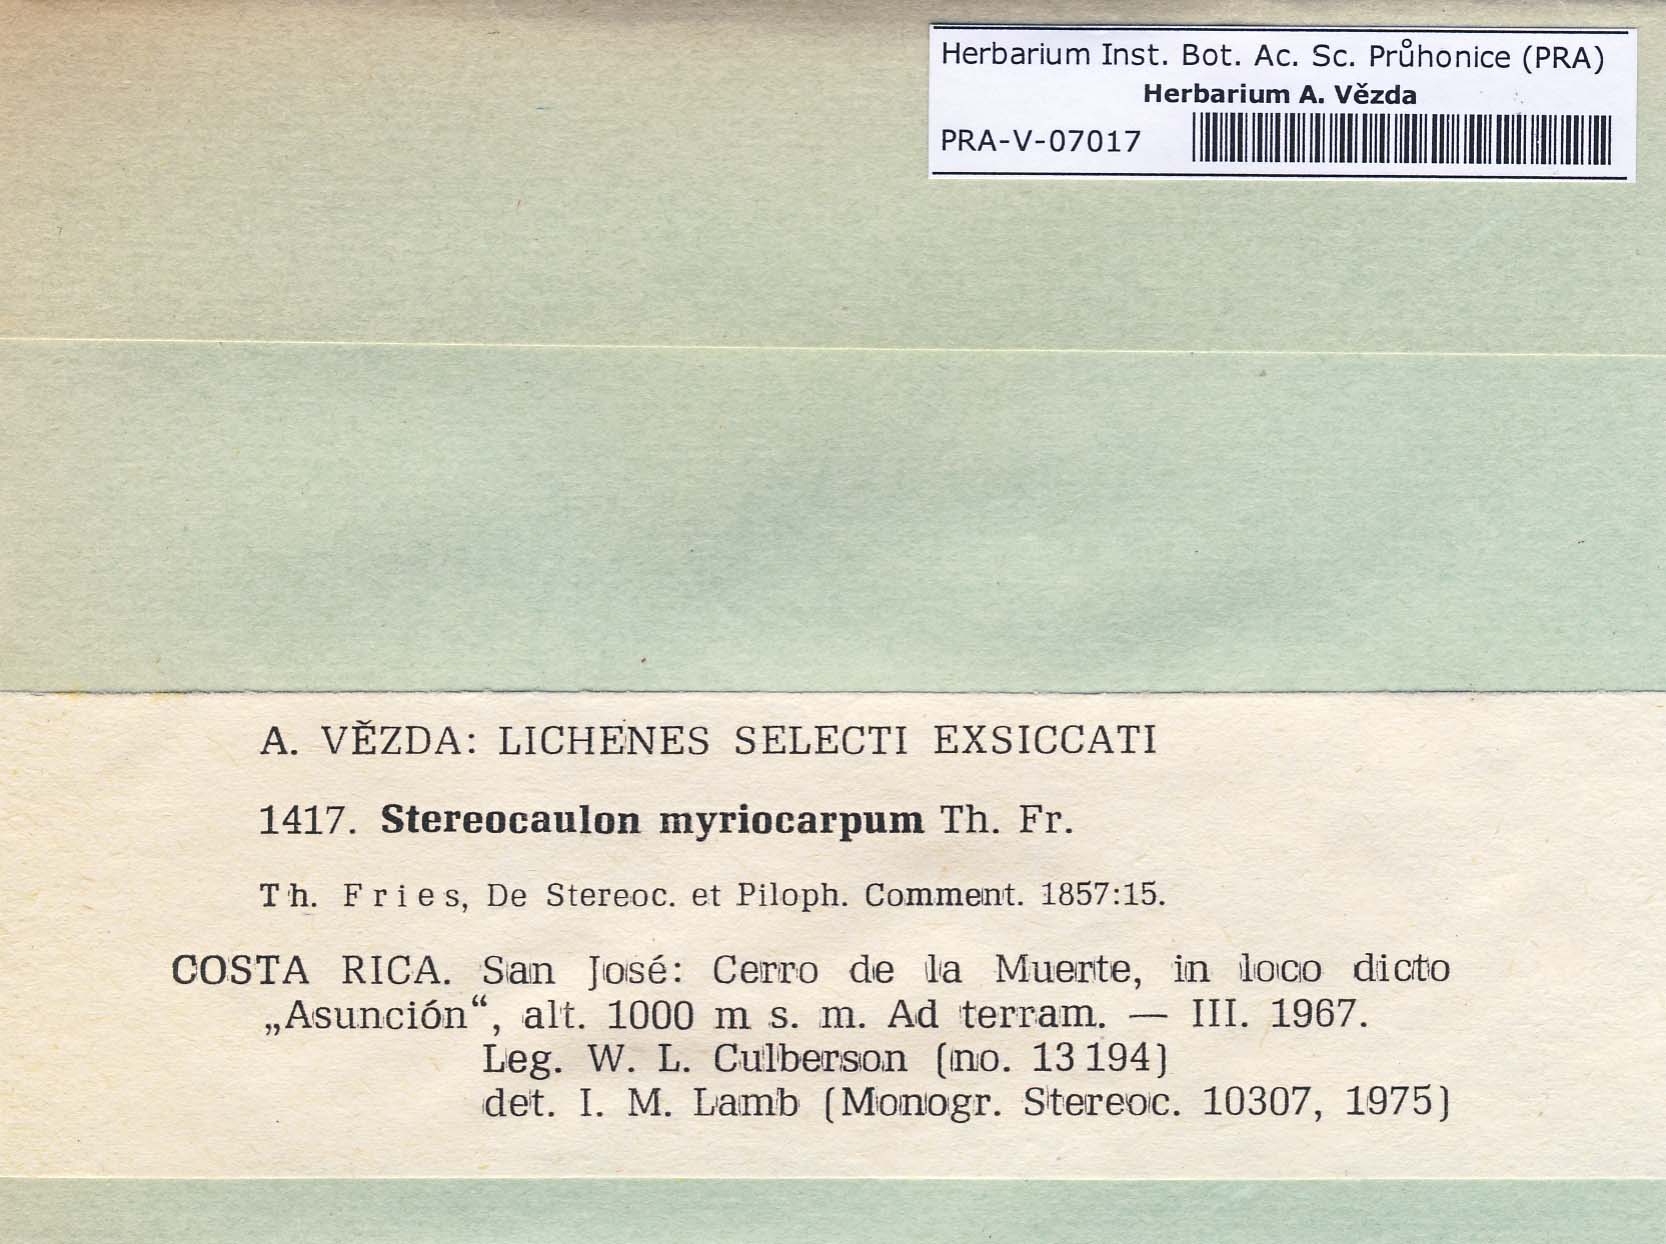 Herbarium Inst. Bot. Ac. Sc. Průhonice (PRA)
Herbarium A. Vězda
PRA-V-07017
A. VĚZDA: LICHENES SELECTI EXSICCATI
1417. Stereocaulon myriocarpum Th. Fr.
Th. Fries, De Stereoc. et Piloph. Comment. 1857:15.
COSTA RICA. San José: Cerro de la Muerte, in loco dicto
„Asunción“, alt. 1000 m s. m. Ad terram. — III. 1967.
Leg. W. L. Culberson (no. 13 194)
det. I. M. Lamb (Monogr. Stereoc. 10307, 1975)